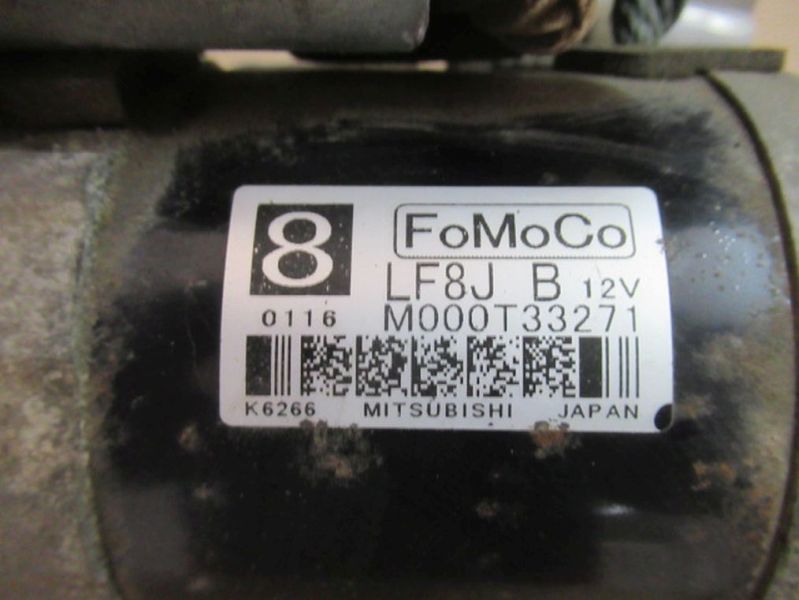 8 FoMoCo
LF8J B 12V
0116 M000T33271
K6266 MITSUBISHI JAPAN